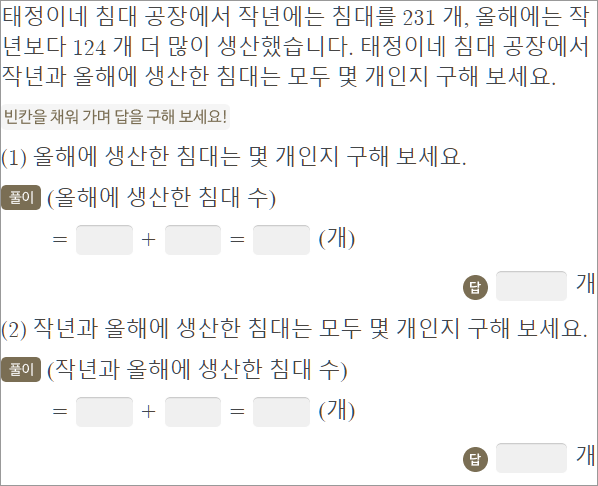 태정이네 침대 공장에서 작년에는 침대를 231 개, 올해에는 작
년보다 124 개 더 많이 생산했습니다. 태정이네 침대 공장에서
작년과 올해에 생산한 침대는 모두 몇 개인지 구해 보세요.
빈칸을 채워 가며 답을 구해 보세요!
(1) 올해에 생산한 침대는 몇 개인지 구해 보세요.
풀이 (올해에 생산한 침대 수)
= + = (개)
답 개
(2) 작년과 올해에 생산한 침대는 모두 몇 개인지 구해 보세요.
풀이 (작년과 올해에 생산한 침대 수)
= + = (개)
답 개